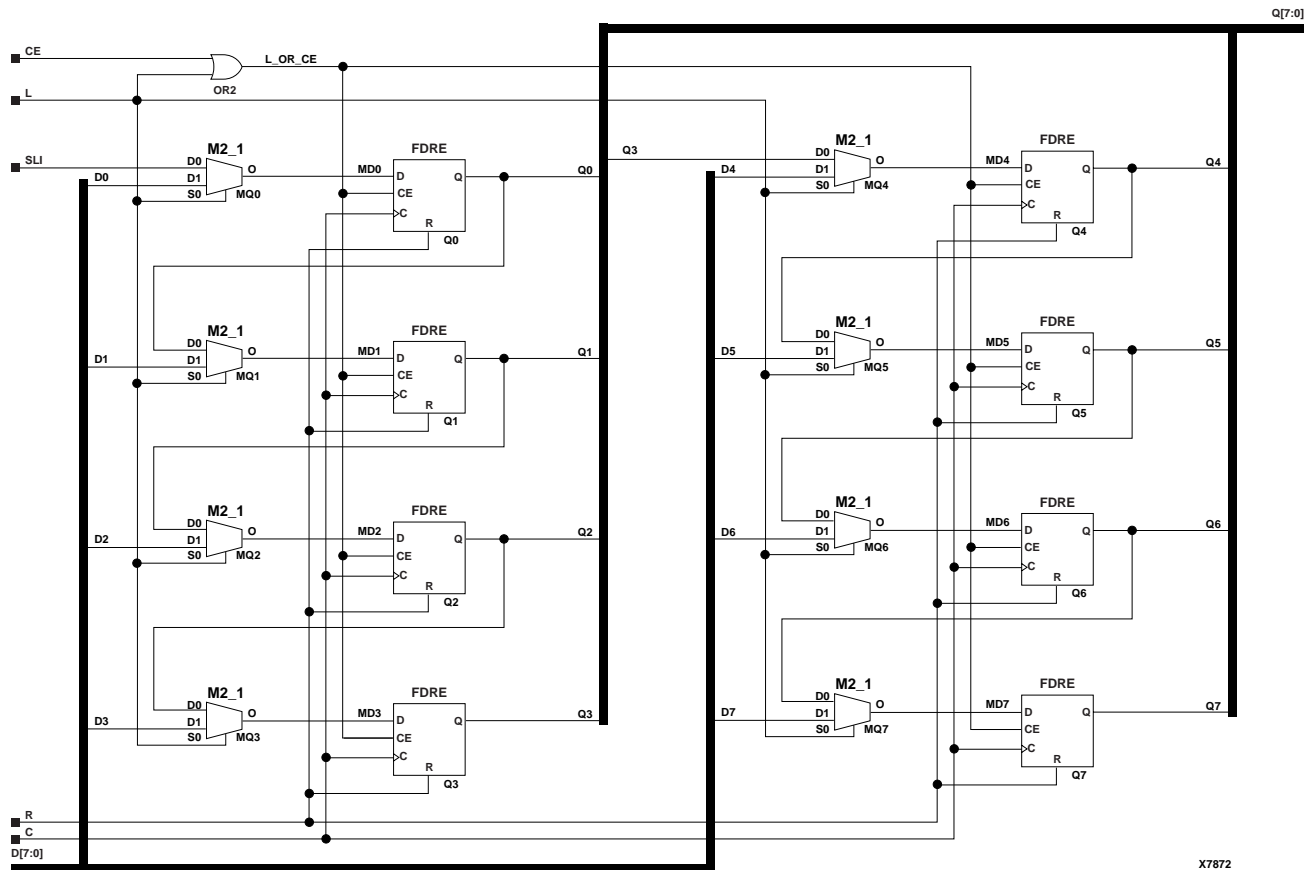 Q[7:0]
CE
L_OR_CE
OR2
L
SLI
M2_1
D0
D1
S0
O
MQ0
D0
MD0
FDRE
D
CE
C
R
Q
Q0
Q0
M2_1
D0
D1
S0
O
MQ1
D1
MD1
FDRE
D
CE
C
R
Q
Q1
Q1
M2_1
D0
D1
S0
O
MQ2
D2
MD2
FDRE
D
CE
C
R
Q
Q2
Q2
M2_1
D0
D1
S0
O
MQ3
D3
MD3
FDRE
D
CE
C
R
Q
Q3
Q3
Q3
M2_1
D0
D1
S0
O
MQ4
D4
MD4
FDRE
D
CE
C
R
Q
Q4
Q4
M2_1
D0
D1
S0
O
MQ5
D5
MD5
FDRE
D
CE
C
R
Q
Q5
Q5
M2_1
D0
D1
S0
O
MQ6
D6
MD6
FDRE
D
CE
C
R
Q
Q6
Q6
M2_1
D0
D1
S0
O
MQ7
D7
MD7
FDRE
D
CE
C
R
Q
Q7
Q7
R
C
D[7:0]
X7872